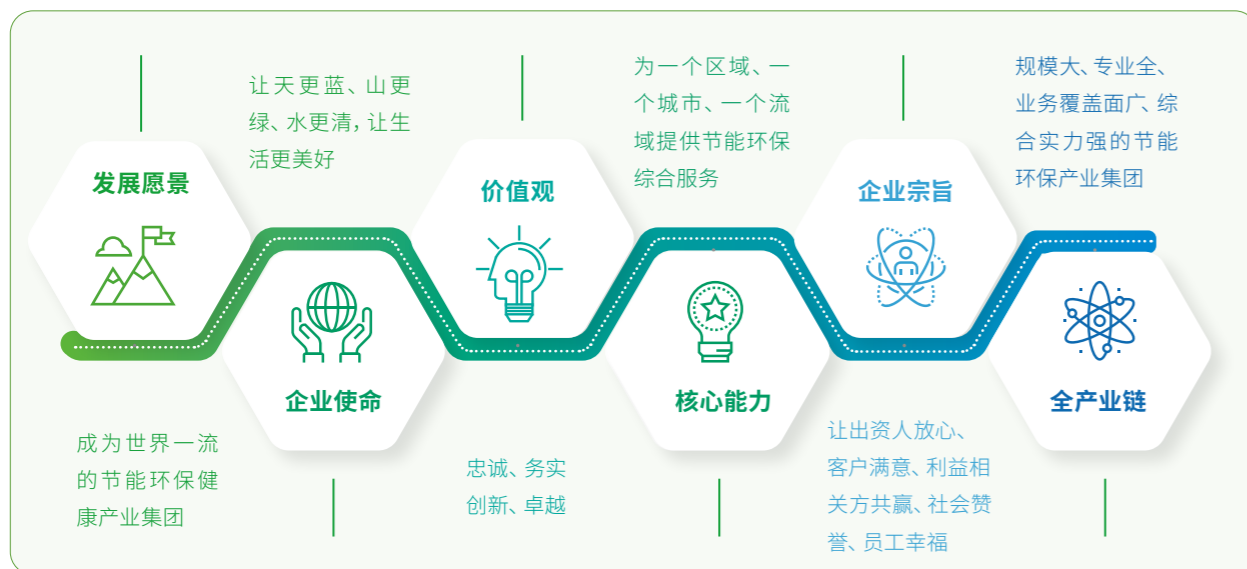 发展愿景
成为世界一流
的节能环保健
康产业集团
让天更蓝、山更
绿、水更清，让生
活更美好
企业使命
价值观
忠诚、务实
创新、卓越
为一个区域、一
个城市、一个流
域提供节能环保
综合服务
核心能力
企业宗旨
让出资人放心、
客户满意、利益相
关方共赢、社会赞
誉、员工幸福
规模大、专业全、
业务覆盖面广、综
合实力强的节能
环保产业集团
全产业链